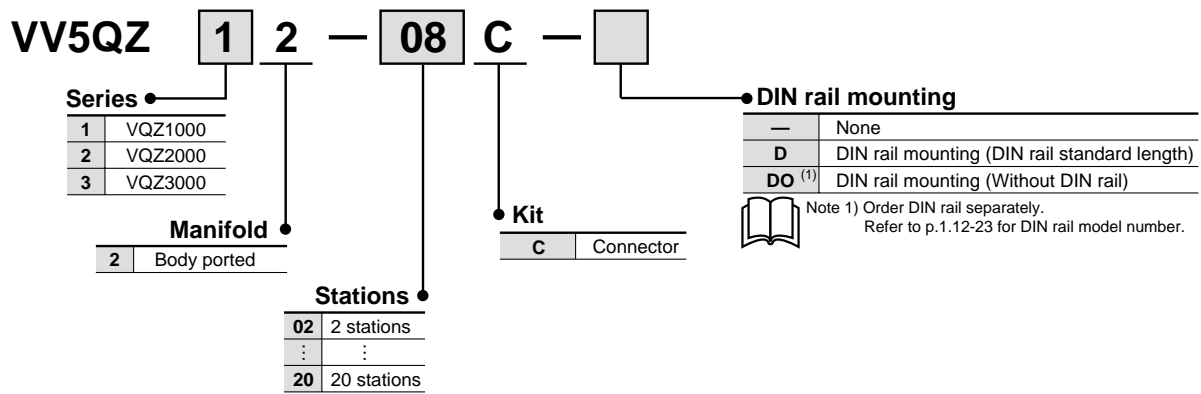 VV5QZ 1 2 — 08 C —
Series
1 VQZ1000
2 VQZ2000
3 VQZ3000
Manifold
2 Body ported
Stations
02 2 stations
⋮ ⋮
20 20 stations
Kit
C Connector
DIN rail mounting
— None
D DIN rail mounting (DIN rail standard length)
DO (1) DIN rail mounting (Without DIN rail)
Note 1) Order DIN rail separately.
Refer to p.1.12-23 for DIN rail model number.